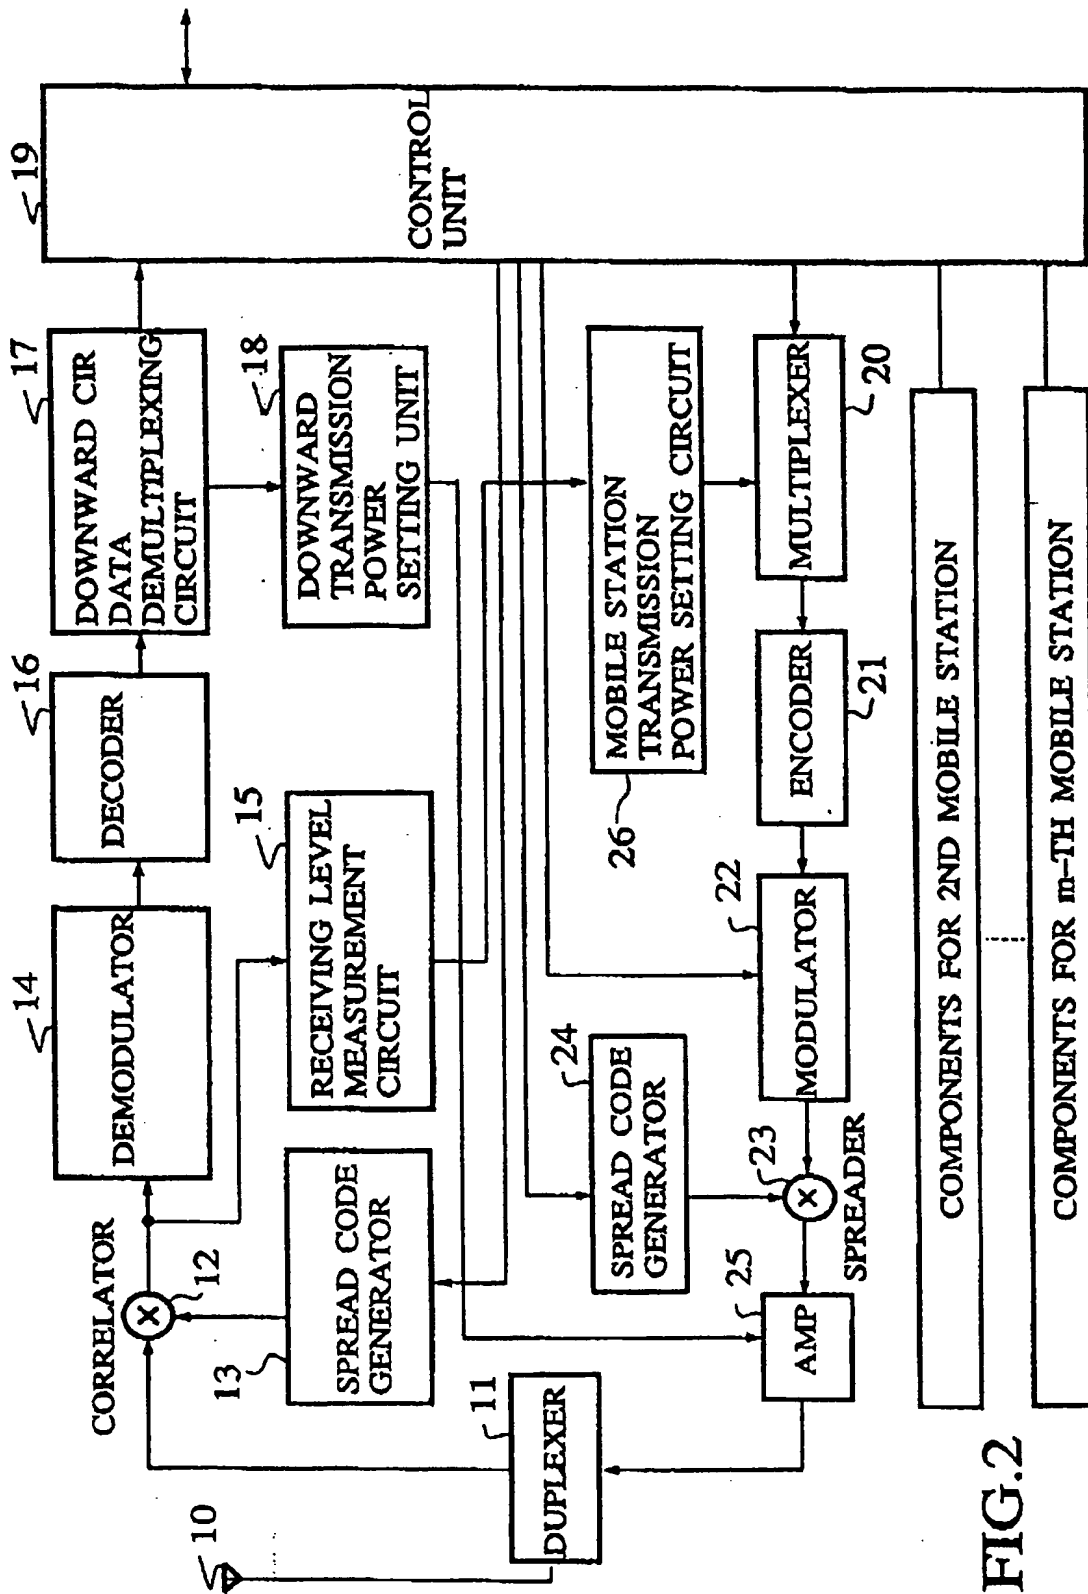 10
CORRELATOR
12
14
DEMODULATOR
16
DECODER
17
DOWNWARD CIR
DATA
DEMULTIPLEXING
CIRCUIT
19
CONTROL
UNIT
13
SPREAD CODE
GENERATOR
15
RECEIVING LEVEL
MEASUREMENT
CIRCUIT
18
DOWNWARD
TRANSMISSION
POWER
SETTING UNIT
11
DUPLEXER
24
SPREAD CODE
GENERATOR
26
MOBILE STATION
TRANSMISSION
POWER SETTING CIRCUIT
25
AMP
23
SPREADER
22
MODULATOR
ENCODER
21
MULTIPLEXER
20
COMPONENTS FOR 2ND MOBILE STATION
COMPONENTS FOR m-TH MOBILE STATION
FIG.2